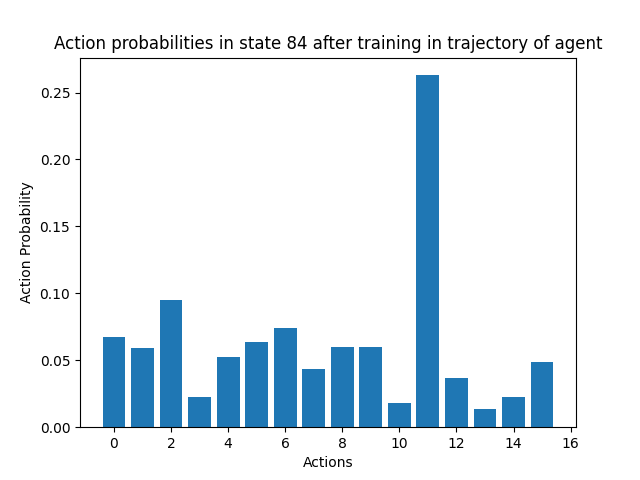 Action probabilities in state 84 after training in trajectory of agent
0.25
0.20
0.15
0.10
0.05
0.00
Action Probability
0 2 4 6 8 10 12 14 16
Actions